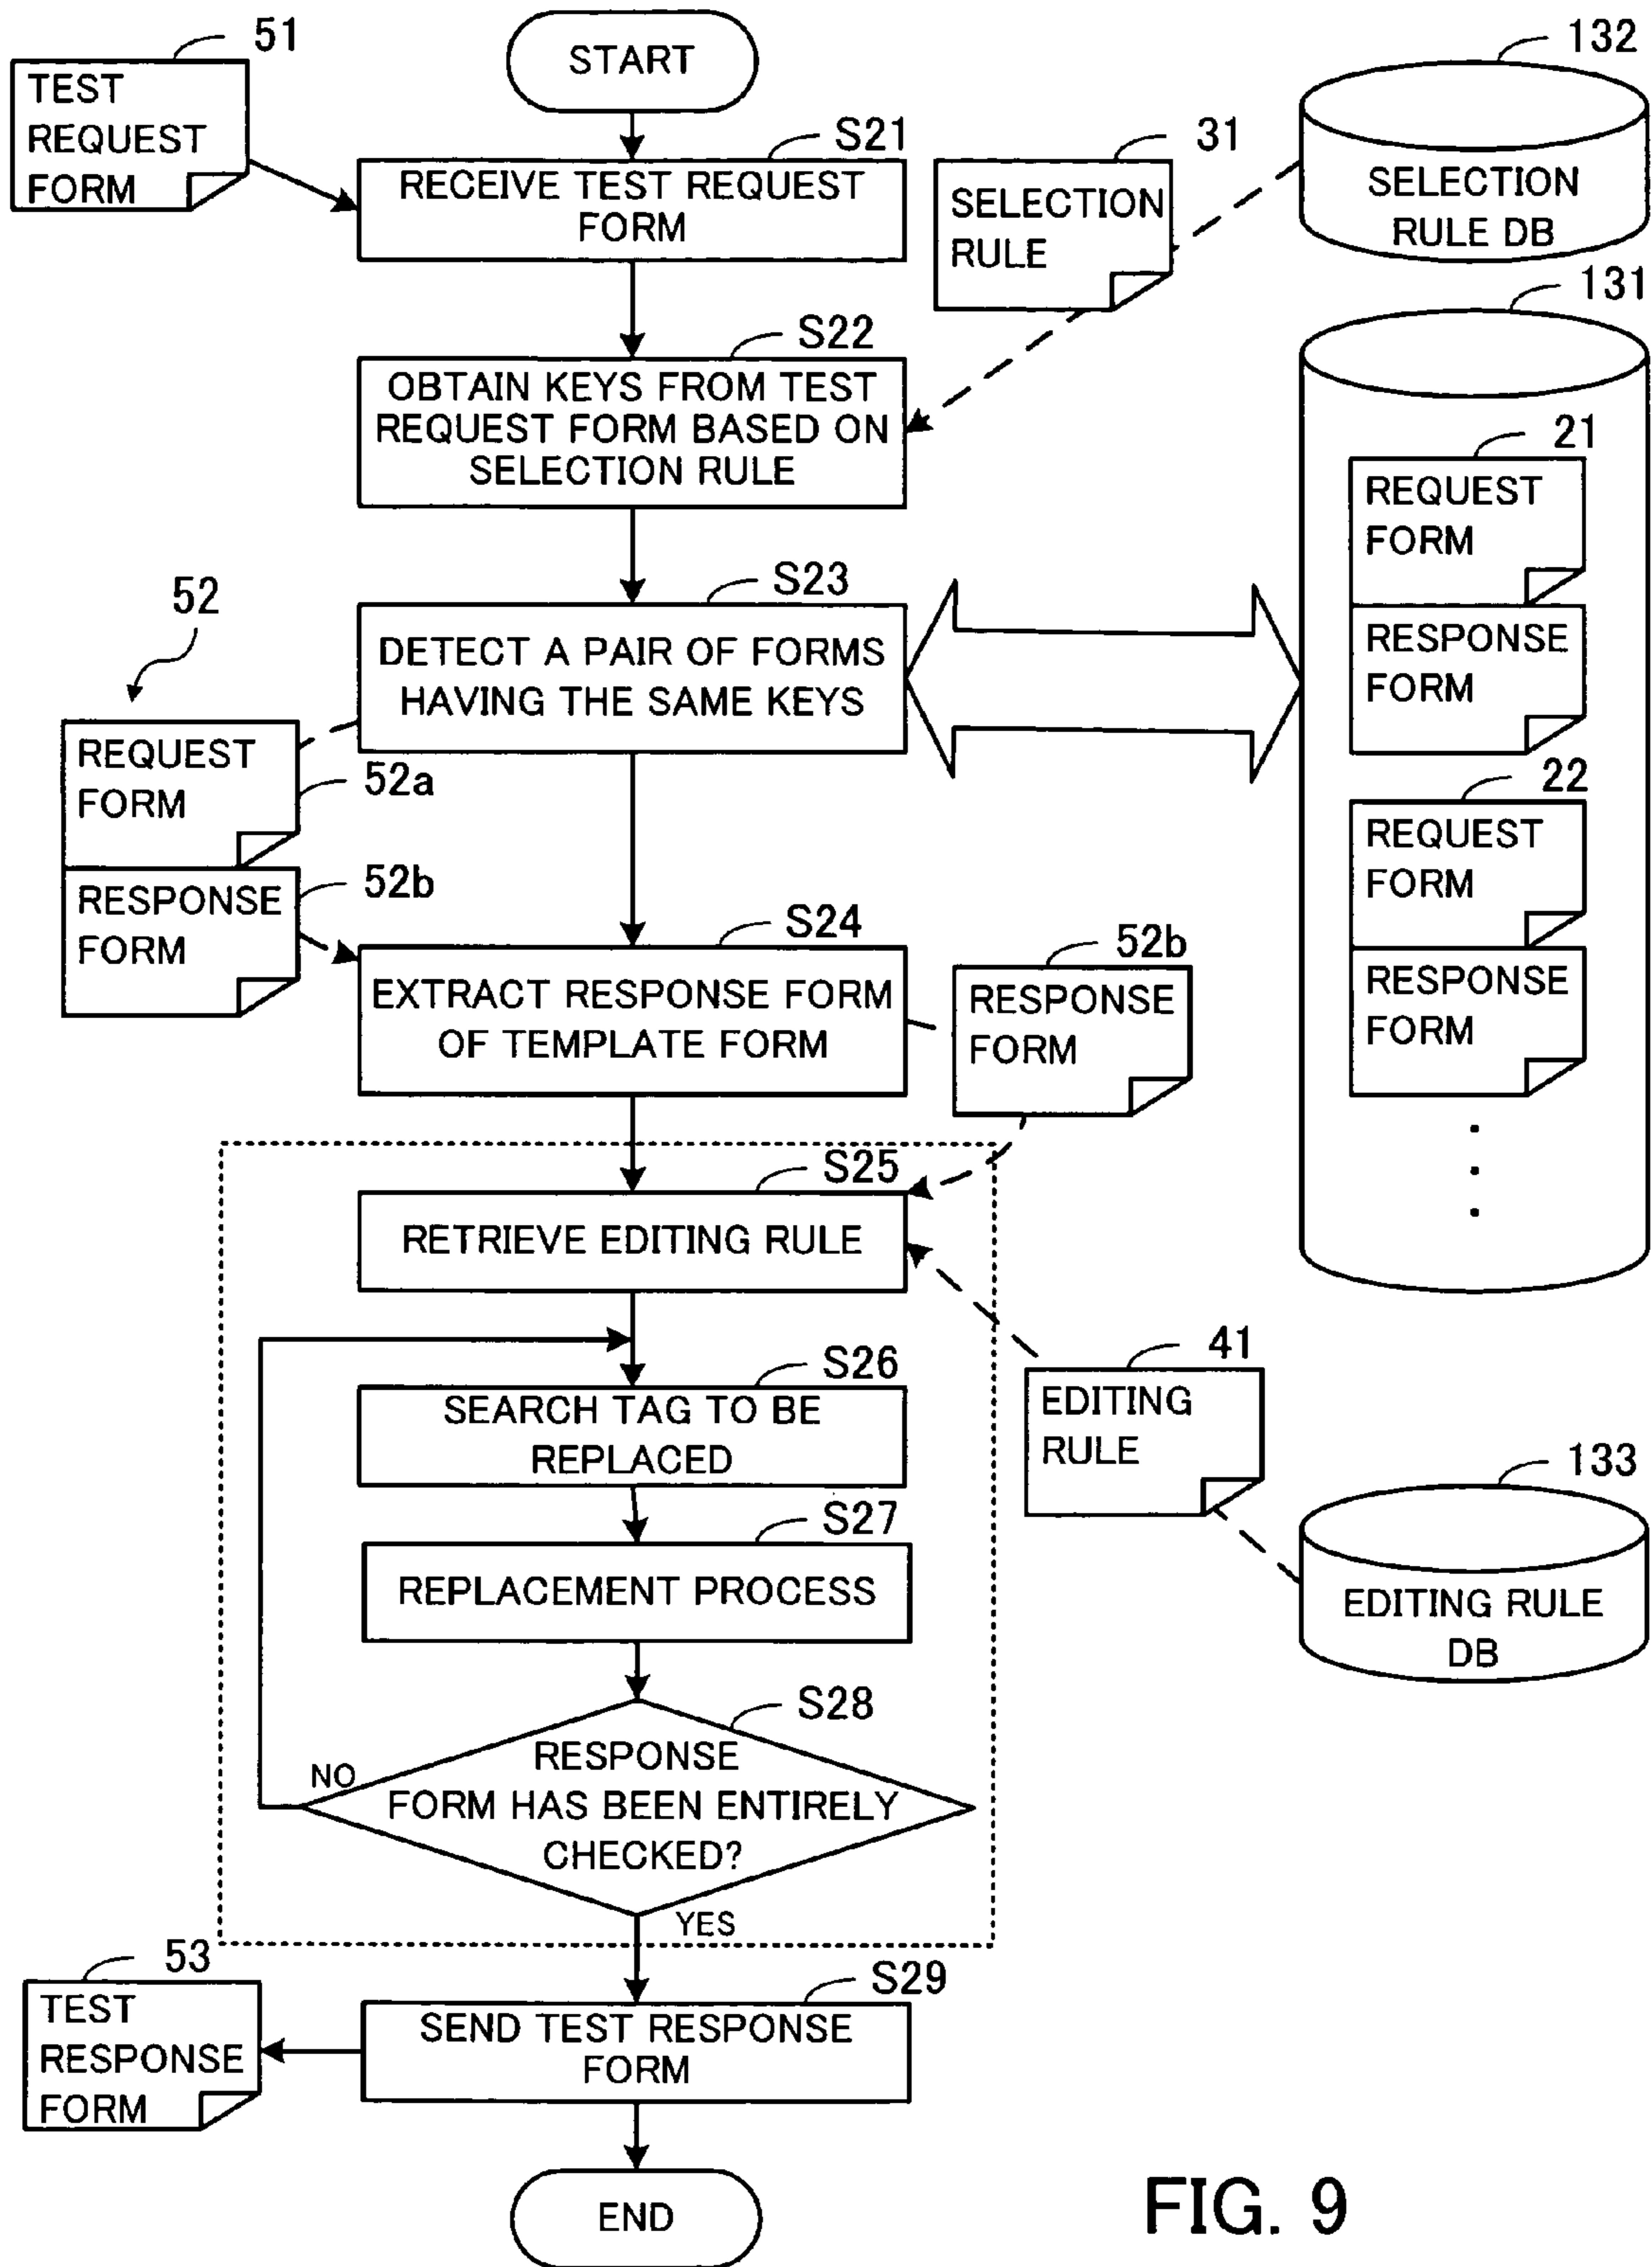 51
TEST
REQUEST
FORM
START
S21
RECEIVE TEST REQUEST
FORM
31
SELECTION
RULE
132
SELECTION
RULE DB
131
S22
OBTAIN KEYS FROM TEST
REQUEST FORM BASED ON
SELECTION RULE
21
REQUEST
FORM
RESPONSE
FORM
22
REQUEST
FORM
RESPONSE
FORM
.
.
.
S23
DETECT A PAIR OF FORMS
HAVING THE SAME KEYS
52
REQUEST
FORM
52a
RESPONSE
FORM
52b
S24
EXTRACT RESPONSE FORM
OF TEMPLATE FORM
52b
RESPONSE
FORM
S25
RETRIEVE EDITING RULE
41
EDITING
RULE
133
EDITING RULE
DB
S26
SEARCH TAG TO BE
REPLACED
S27
REPLACEMENT PROCESS
S28
RESPONSE
FORM HAS BEEN ENTIRELY
CHECKED?
NO
YES
S29
SEND TEST RESPONSE
FORM
53
TEST
RESPONSE
FORM
END
FIG. 9